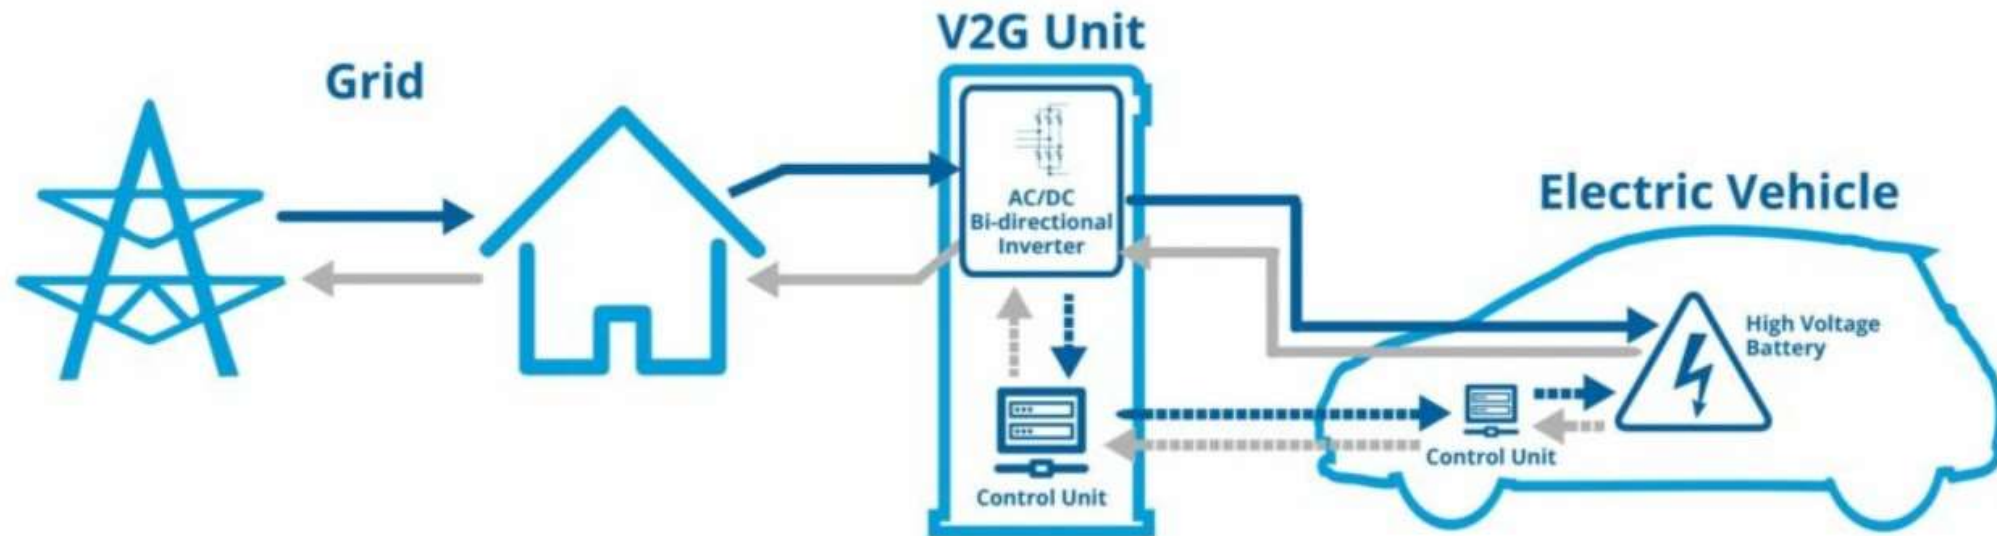 V2G Unit
Grid
AC/DC
Bi-directional
Inverter
Electric Vehicle
High Voltage
Battery
Control Unit
Control Unit